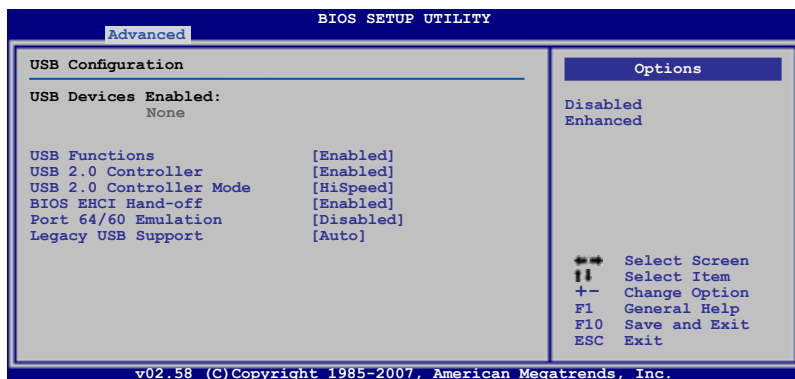 BIOS SETUP UTILITY
Advanced
USB Configuration
USB Devices Enabled:
None
USB Functions [Enabled]
USB 2.0 Controller [Enabled]
USB 2.0 Controller Mode [HiSpeed]
BIOS EHCI Hand-off [Enabled]
Port 64/60 Emulation [Disabled]
Legacy USB Support [Auto]
Options
Disabled
Enhanced
←→ Select Screen
↑↓ Select Item
+- Change Option
F1 General Help
F10 Save and Exit
ESC Exit
v02.58 (C)Copyright 1985-2007, American Megatrends, Inc.